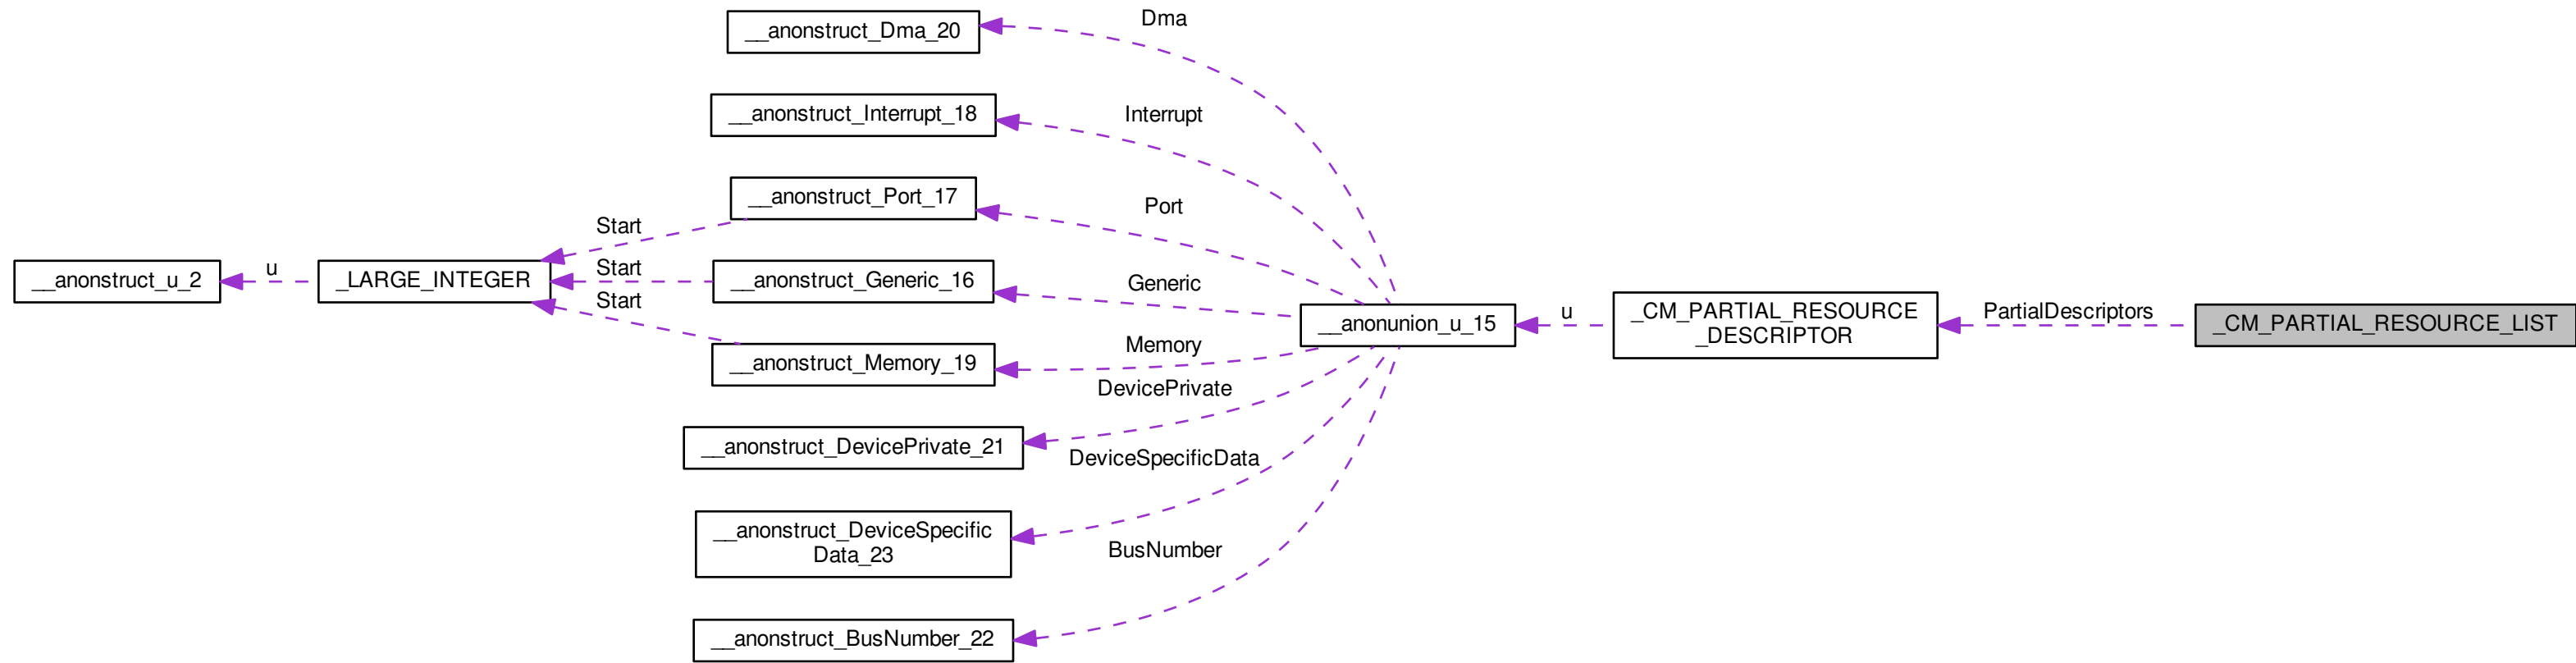 Dma
__anonstruct_Dma_20
Interrupt
__anonstruct_Interrupt_18
Port
__anonstruct_Port_17
Start
Generic
__anonstruct_Generic_16
Start
_LARGE_INTEGER
u
__anonstruct_u_2
Start
__anonunion_u_15
u
_CM_PARTIAL_RESOURCE
_DESCRIPTOR
PartialDescriptors
_CM_PARTIAL_RESOURCE_LIST
Memory
__anonstruct_Memory_19
DevicePrivate
__anonstruct_DevicePrivate_21
DeviceSpecificData
__anonstruct_DeviceSpecific
Data_23
BusNumber
__anonstruct_BusNumber_22